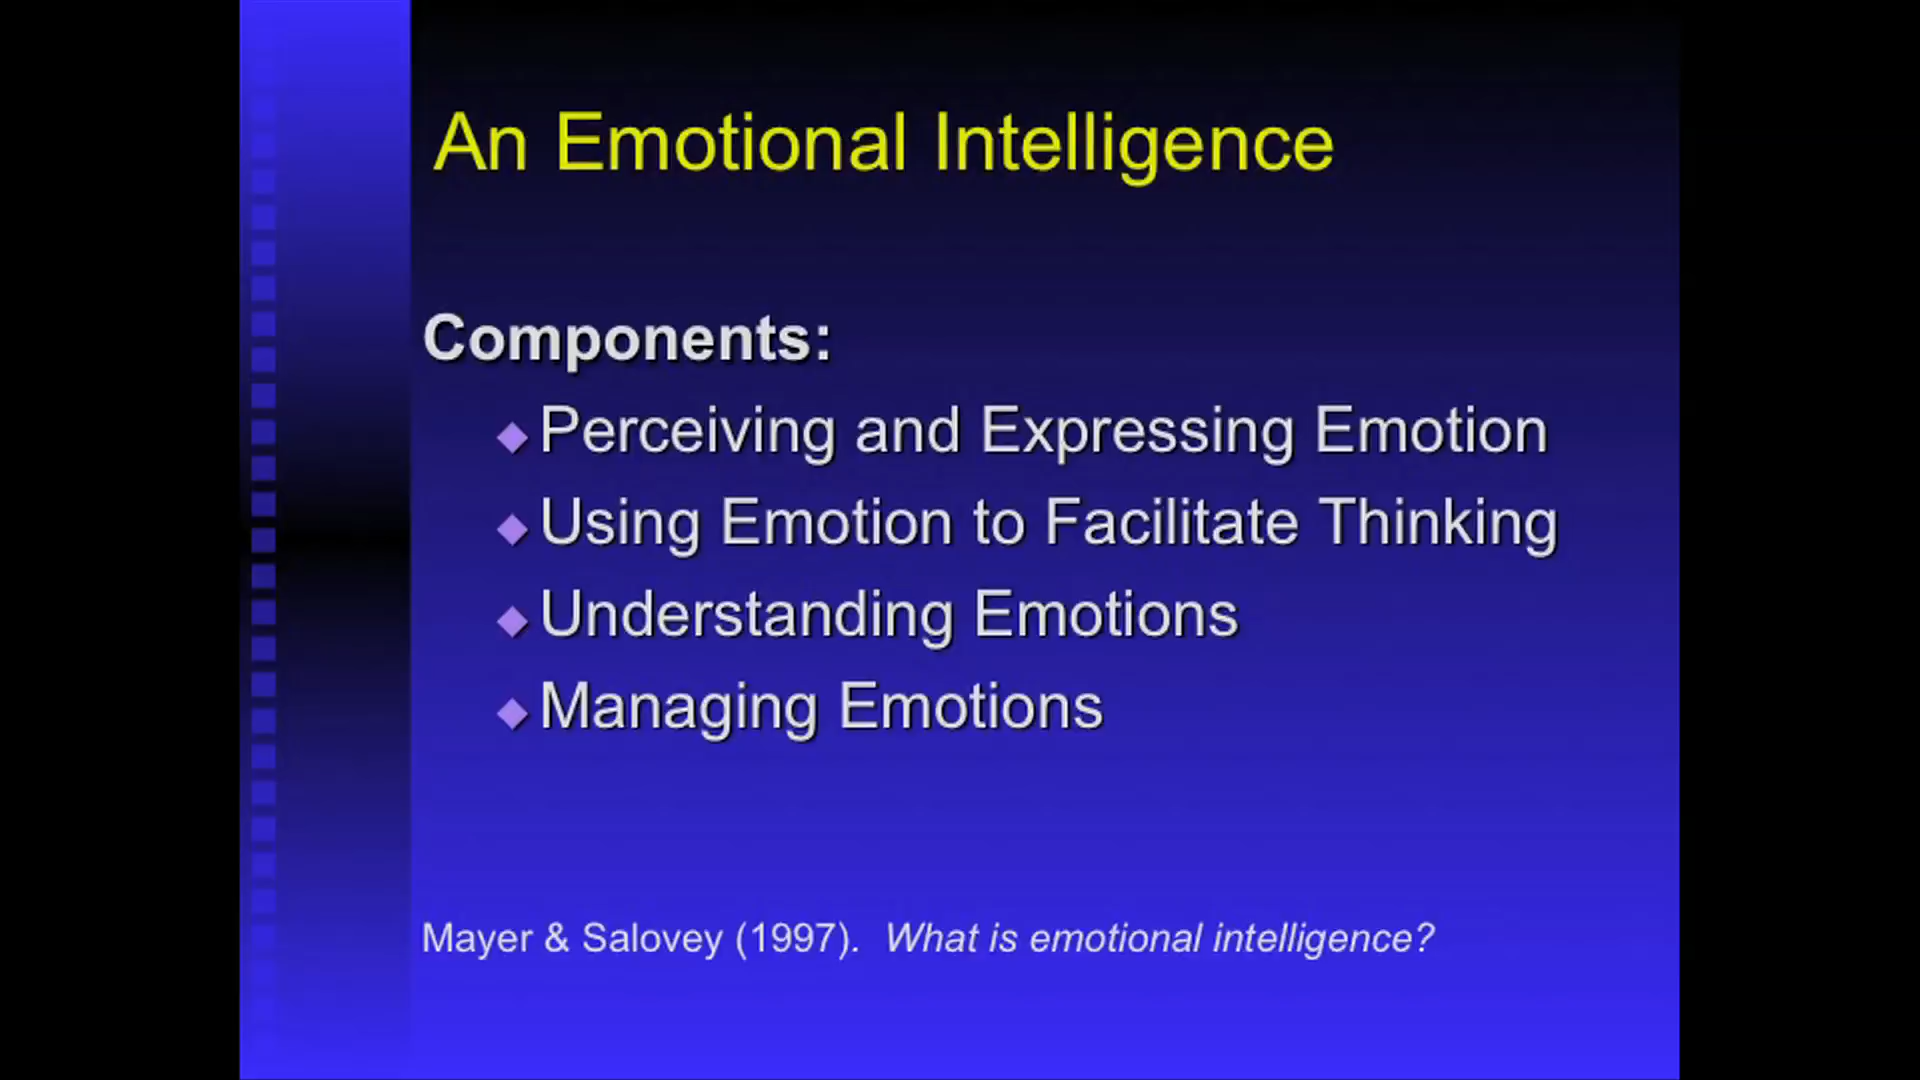 An Emotional Intelligence
Components:
Perceiving and Expressing Emotion
Using Emotion to Facilitate Thinking
Understanding Emotions
Managing Emotions
Mayer & Salovey (1997). What is emotional intelligence?